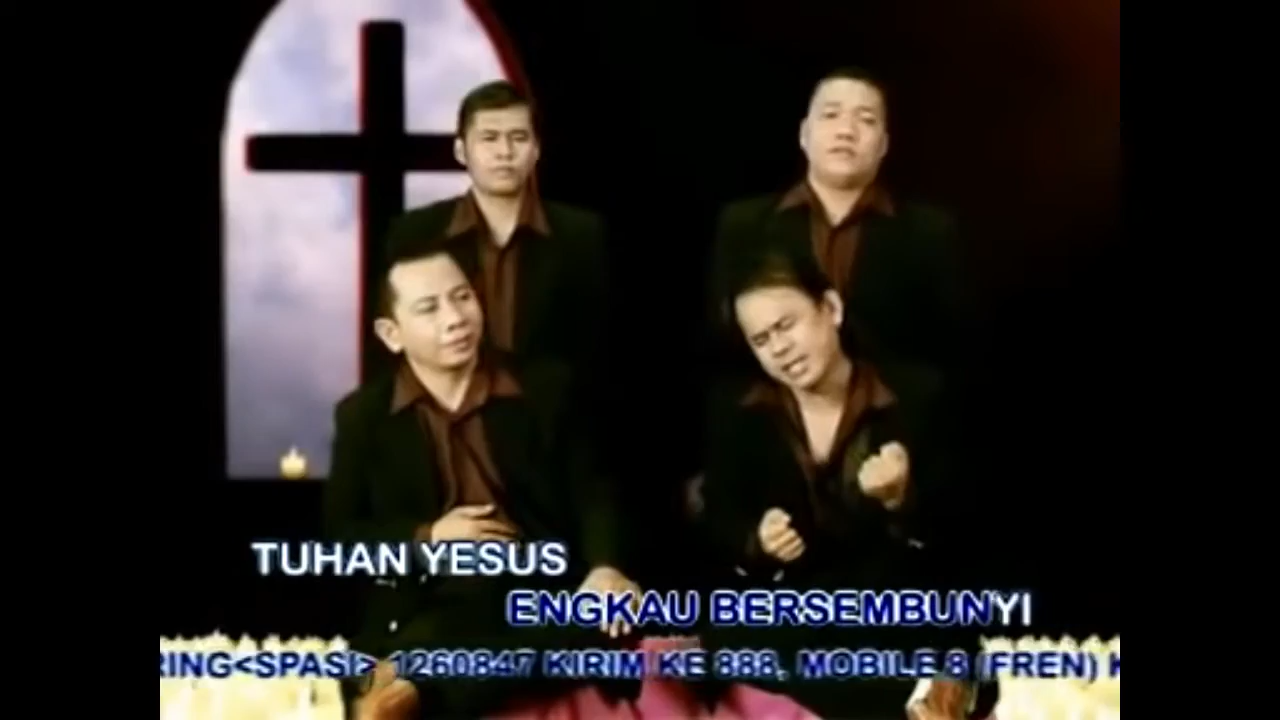 TUHAN YESUS
ENGKAU BERSEMBUNYI
RING<SPASI> 1260847 KIRIM KE 888, MOBILE 8 (FREN)